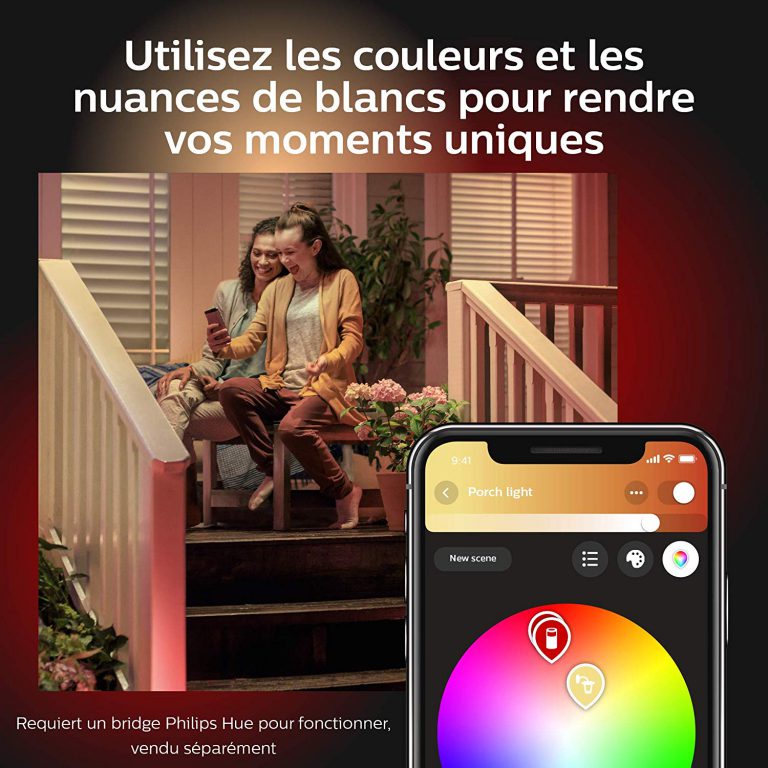 Utilisez les couleurs et les
nuances de blancs pour rendre
vos moments uniques
9:41
Porch light
New scene
Requiert un bridge Philips Hue pour fonctionner,
vendu séparément